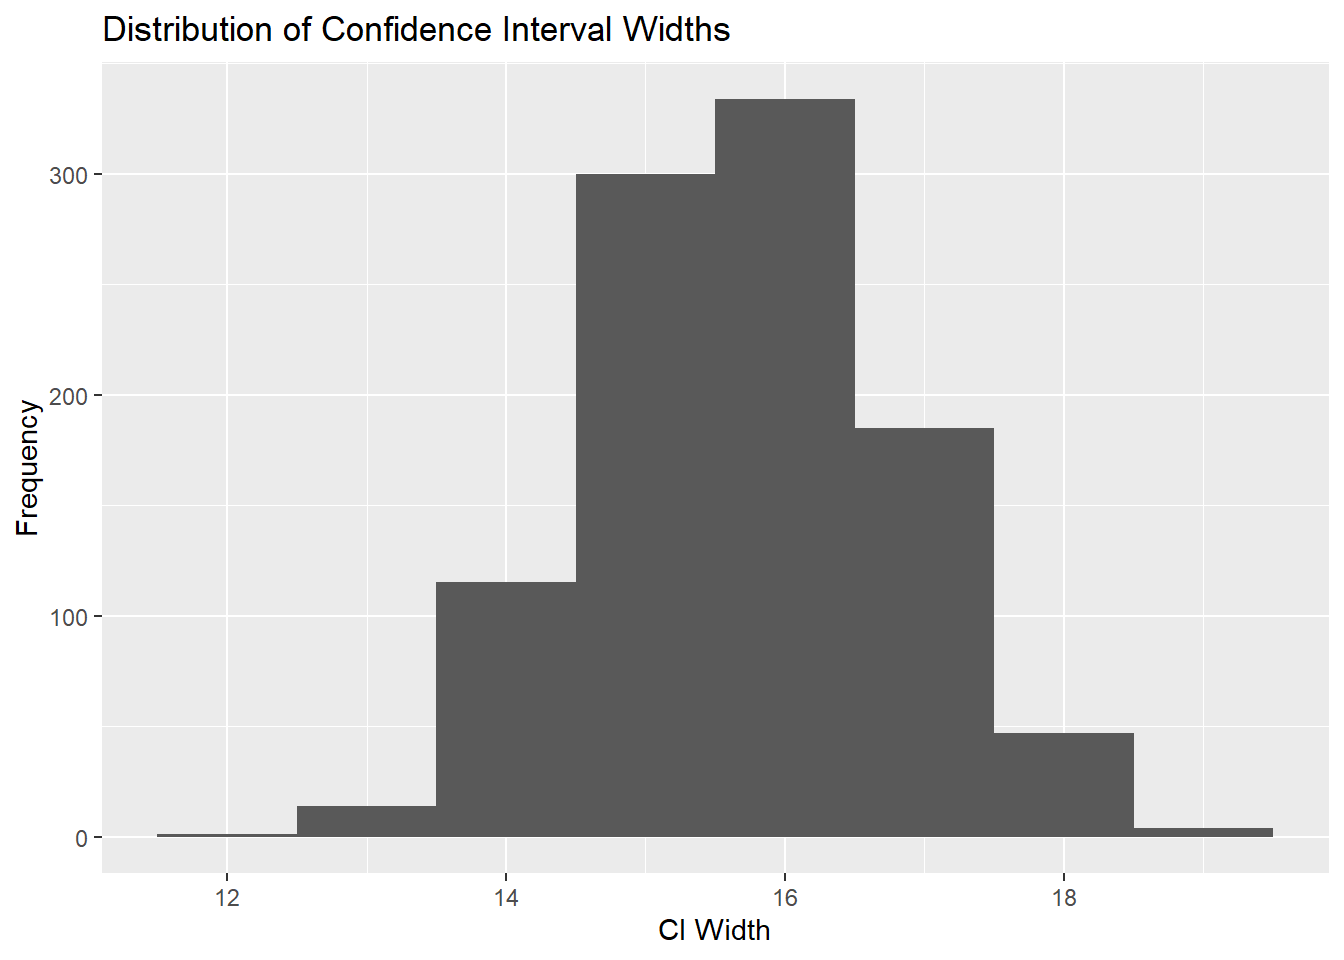 Distribution of Confidence Interval Widths
Frequency
300
200
100
0
12 14 16 18
CI Width